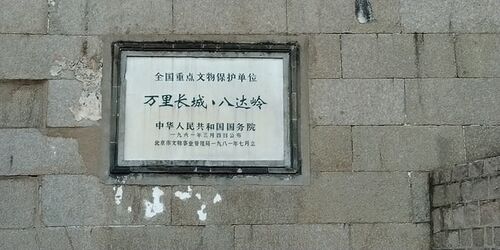 全国重点文物保护单位
万里长城、八达岭
中华人民共和国国务院
一九六一年三月四日公布
北京市文物事业管理局一九八一年七月立